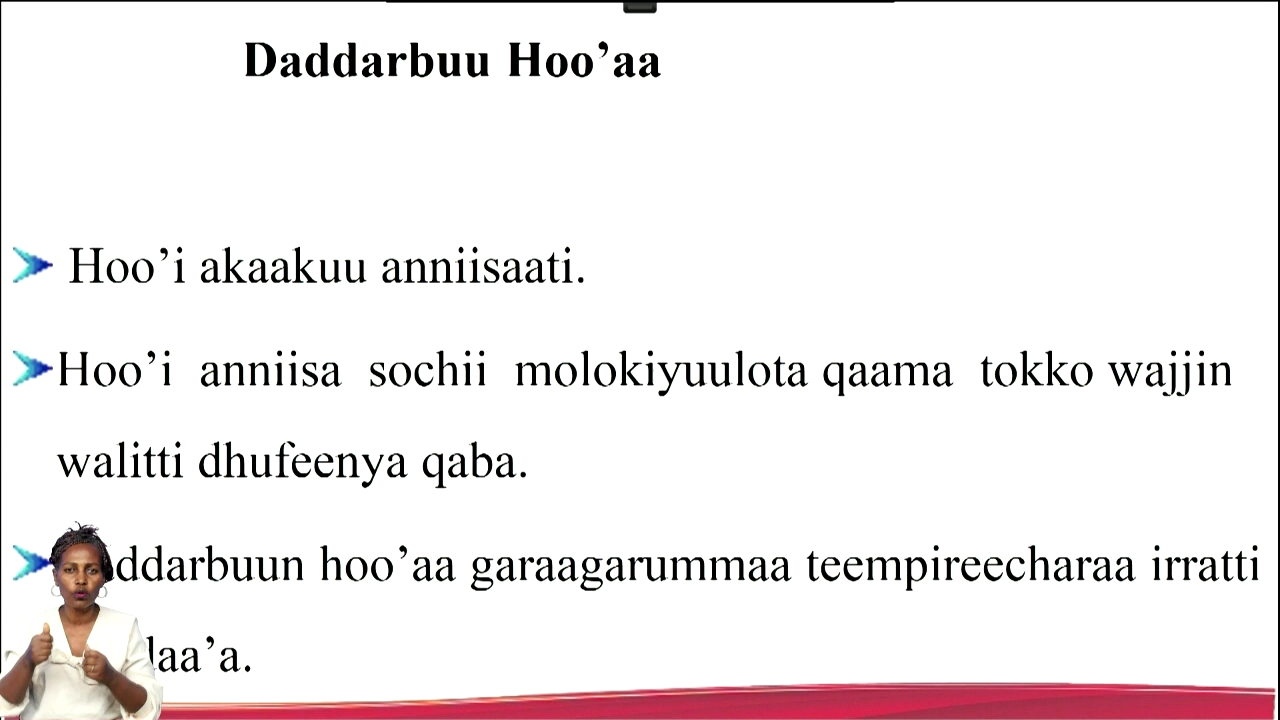 Daddarbuu Hoo’aa
Hoo’i akaakuu anniisaati.
Hoo’i anniisa sochii molokiyuulota qaama tokko wajjin
walitti dhufeenya qaba.
hoo’aa garaagarummaa teempireecharaa irratti